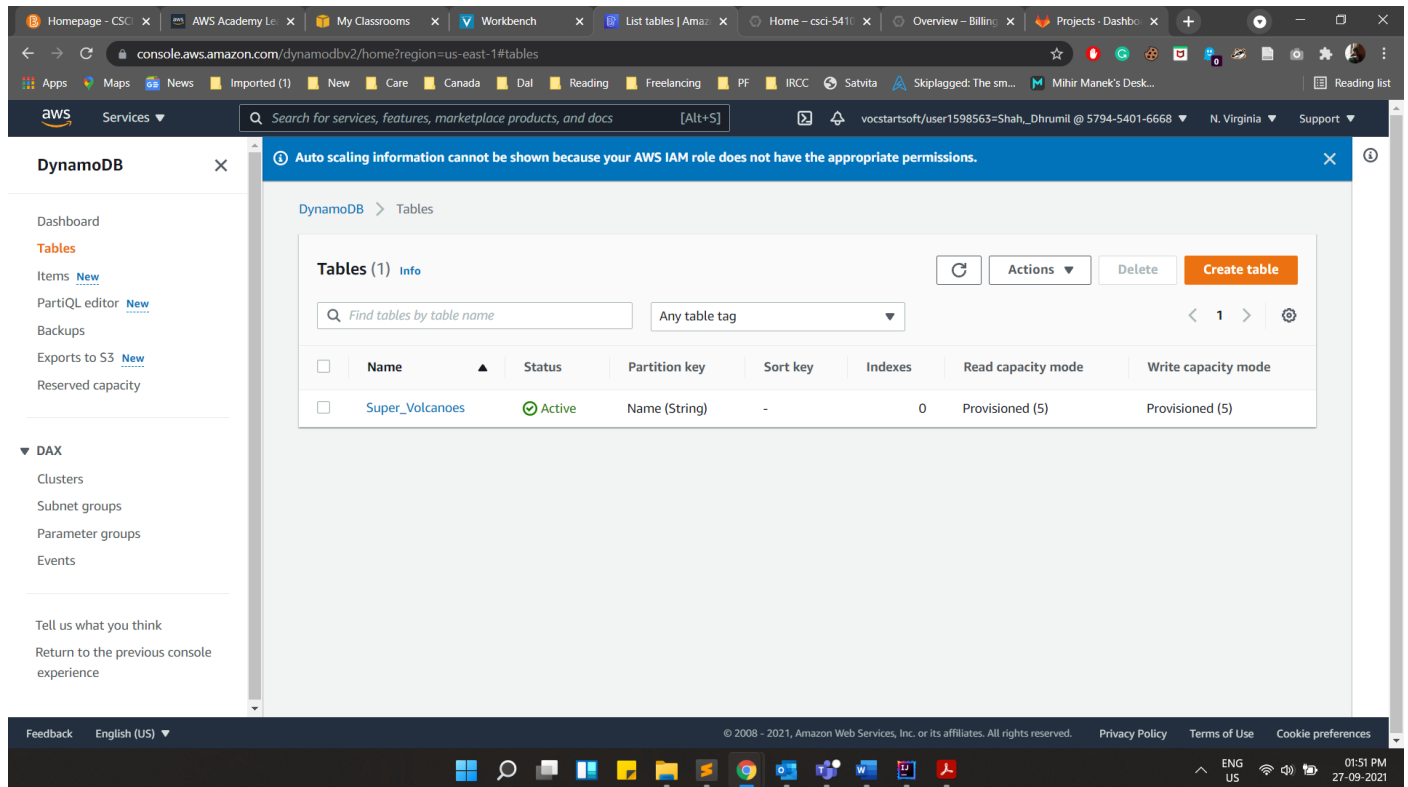 Homepage - CSCI
AWS Academy Le
My Classrooms
Workbench
List tables | Amaz
Home – csci-5410
Overview – Billing
Projects · Dashbo
console.aws.amazon.com/dynamodbv2/home?region=us-east-1#tables
Apps Maps GE News Imported (1) New Care Canada Dal Reading Freelancing PF IRCC Satvita Skiplagged: The sm... Mihir Manek's Desk... Reading list
aws Services ▼ Search for services, features, marketplace products, and docs [Alt+S] vocstartsoft/user1598563=Shah,_Dhrumil @ 5794-5401-6668 ▼ N. Virginia ▼ Support ▼
DynamoDB
Dashboard
Tables
Items New
PartiQL editor New
Backups
Exports to S3 New
Reserved capacity
DAX
Clusters
Subnet groups
Parameter groups
Events
Tell us what you think
Return to the previous console
experience
Auto scaling information cannot be shown because your AWS IAM role does not have the appropriate permissions.
DynamoDB > Tables
Tables (1) Info
Actions ▼ Delete Create table
Find tables by table name Any table tag
< 1 >
Name Status Partition key Sort key Indexes Read capacity mode Write capacity mode
Super_Volcanoes Active Name (String) - 0 Provisioned (5) Provisioned (5)
Feedback English (US) ▼ © 2008 - 2021, Amazon Web Services, Inc. or its affiliates. All rights reserved. Privacy Policy Terms of Use Cookie preferences
ENG
US
01:51 PM
27-09-2021